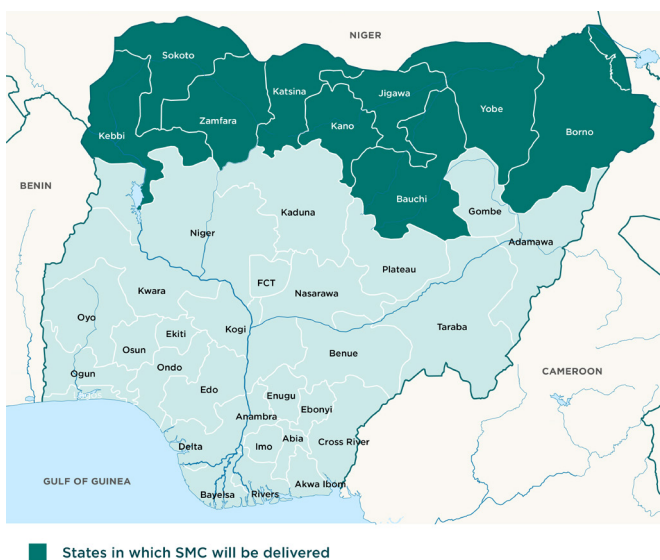 NIGER
Sokoto
Katsina
Jigawa
Yobe
Zamfara
Kano
Kebbi
Borno
BENIN
Bauchi
Gombe
Kaduna
Niger
Adamawa
Plateau
FCT
Kwara
Nasarawa
Oyo
Kogi
Taraba
Ekiti
Osun
Benue
Ogun
Ondo
CAMEROON
Edo
Enugu
Ebonyi
Anambra
Delta
Imo
Abia
Cross River
GULF OF GUINEA
Akwa Ibom
Bayelsa
Rivers
States in which SMC will be delivered